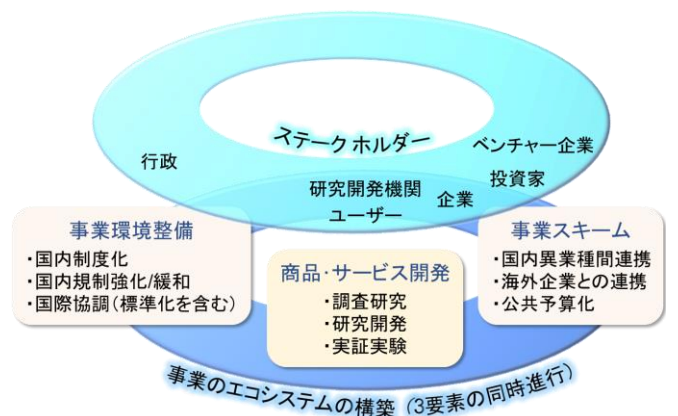 ステークホルダー
行政
ベンチャー企業
投資家
研究開発機関
企業
ユーザー
事業環境整備
・国内制度化
・国内規制強化/緩和
・国際協調(標準化を含む)
商品・サービス開発
・調査研究
・研究開発
・実証実験
事業スキーム
・国内異業種間連携
・海外企業との連携
・公共予算化
事業のエコシステムの構築(3要素の同時進行)